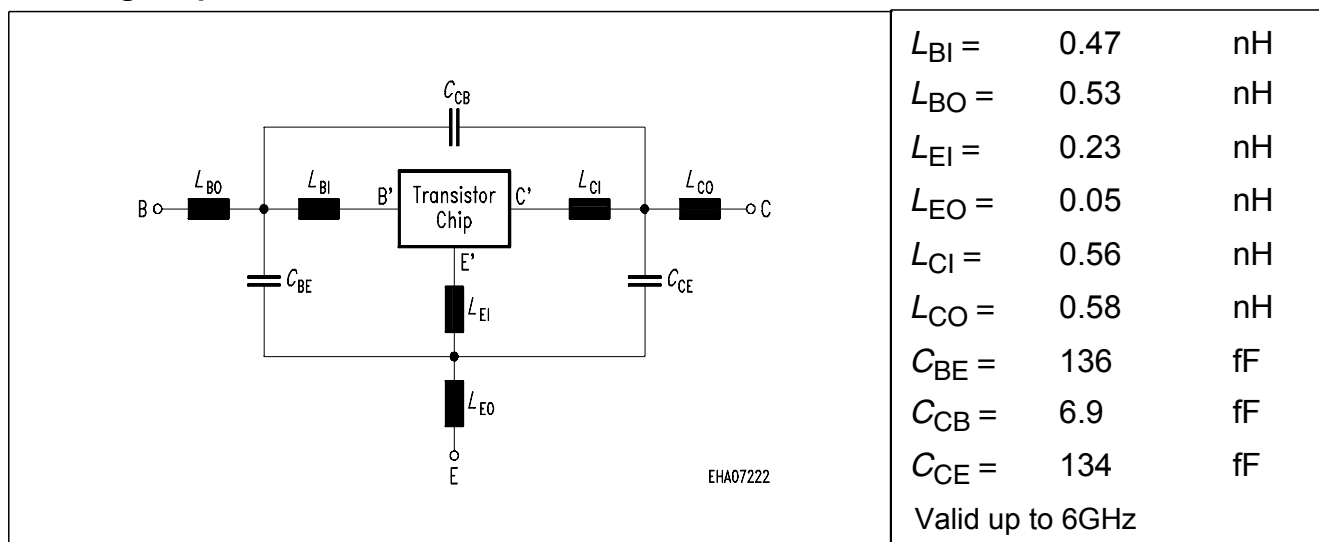 C_CB
L_BO L_BI B' Transistor C' L_CI L_CO
B Chip C
E'
C_BE C_CE
L_EI
L_EO
E
EHA07222
L_BI = 0.47 nH
L_BO = 0.53 nH
L_EI = 0.23 nH
L_EO = 0.05 nH
L_CI = 0.56 nH
L_CO = 0.58 nH
C_BE = 136 fF
C_CB = 6.9 fF
C_CE = 134 fF
Valid up to 6GHz